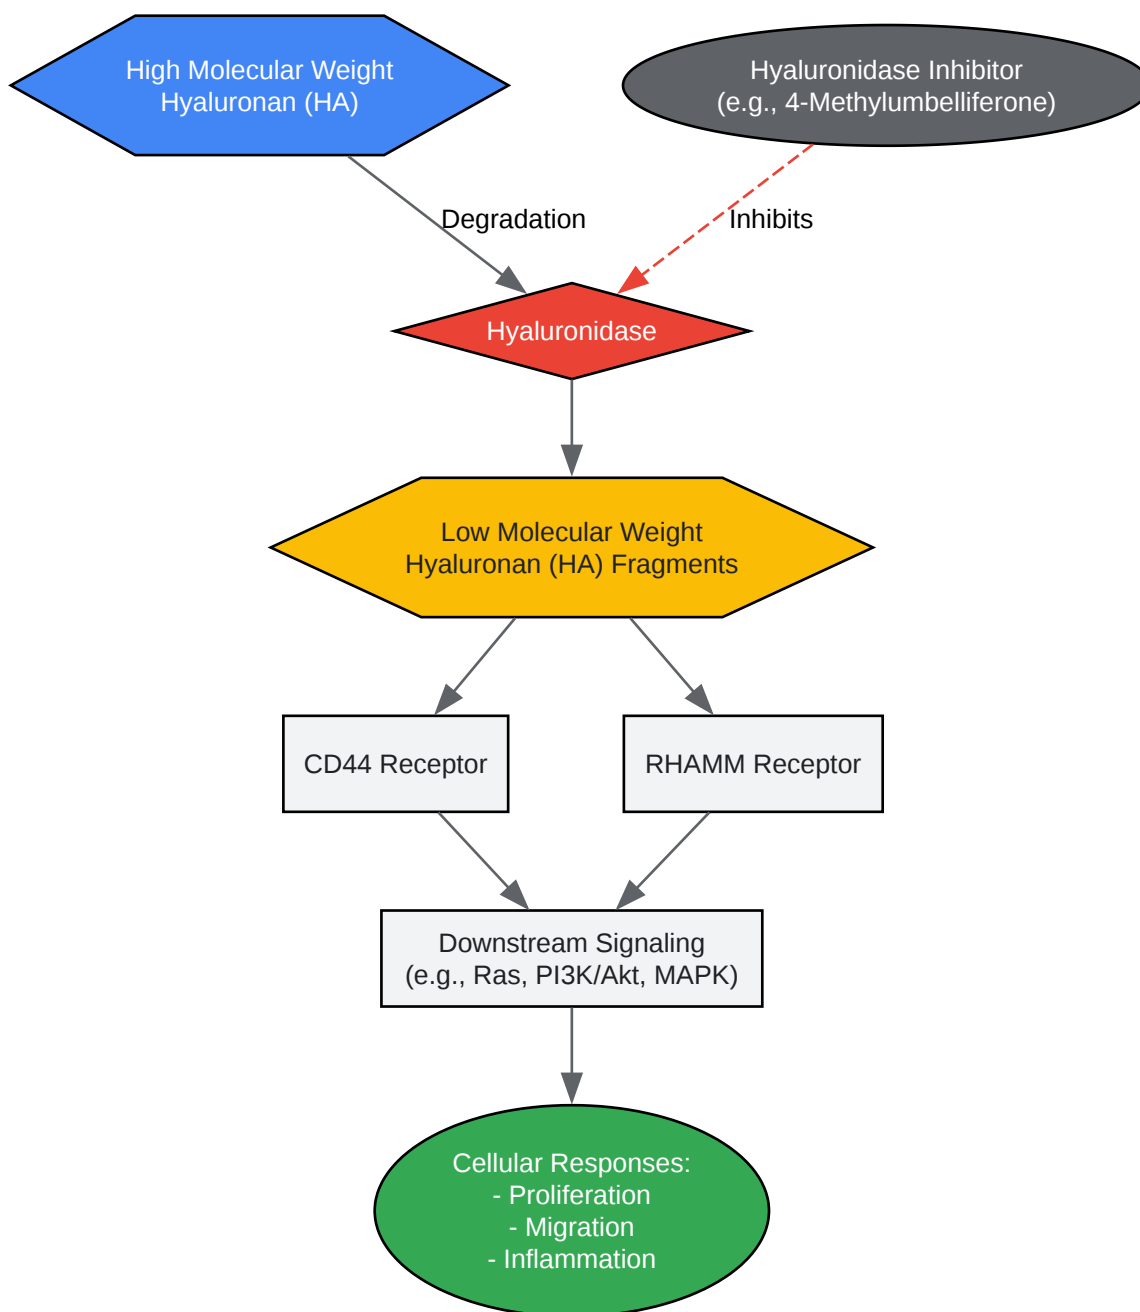 High Molecular Weight
Hyaluronan (HA)
Hyaluronidase Inhibitor
(e.g., 4-Methylumbelliferone)
Degradation
Inhibits
Hyaluronidase
Low Molecular Weight
Hyaluronan (HA) Fragments
CD44 Receptor
RHAMM Receptor
Downstream Signaling
(e.g., Ras, PI3K/Akt, MAPK)
Cellular Responses:
- Proliferation
- Migration
- Inflammation